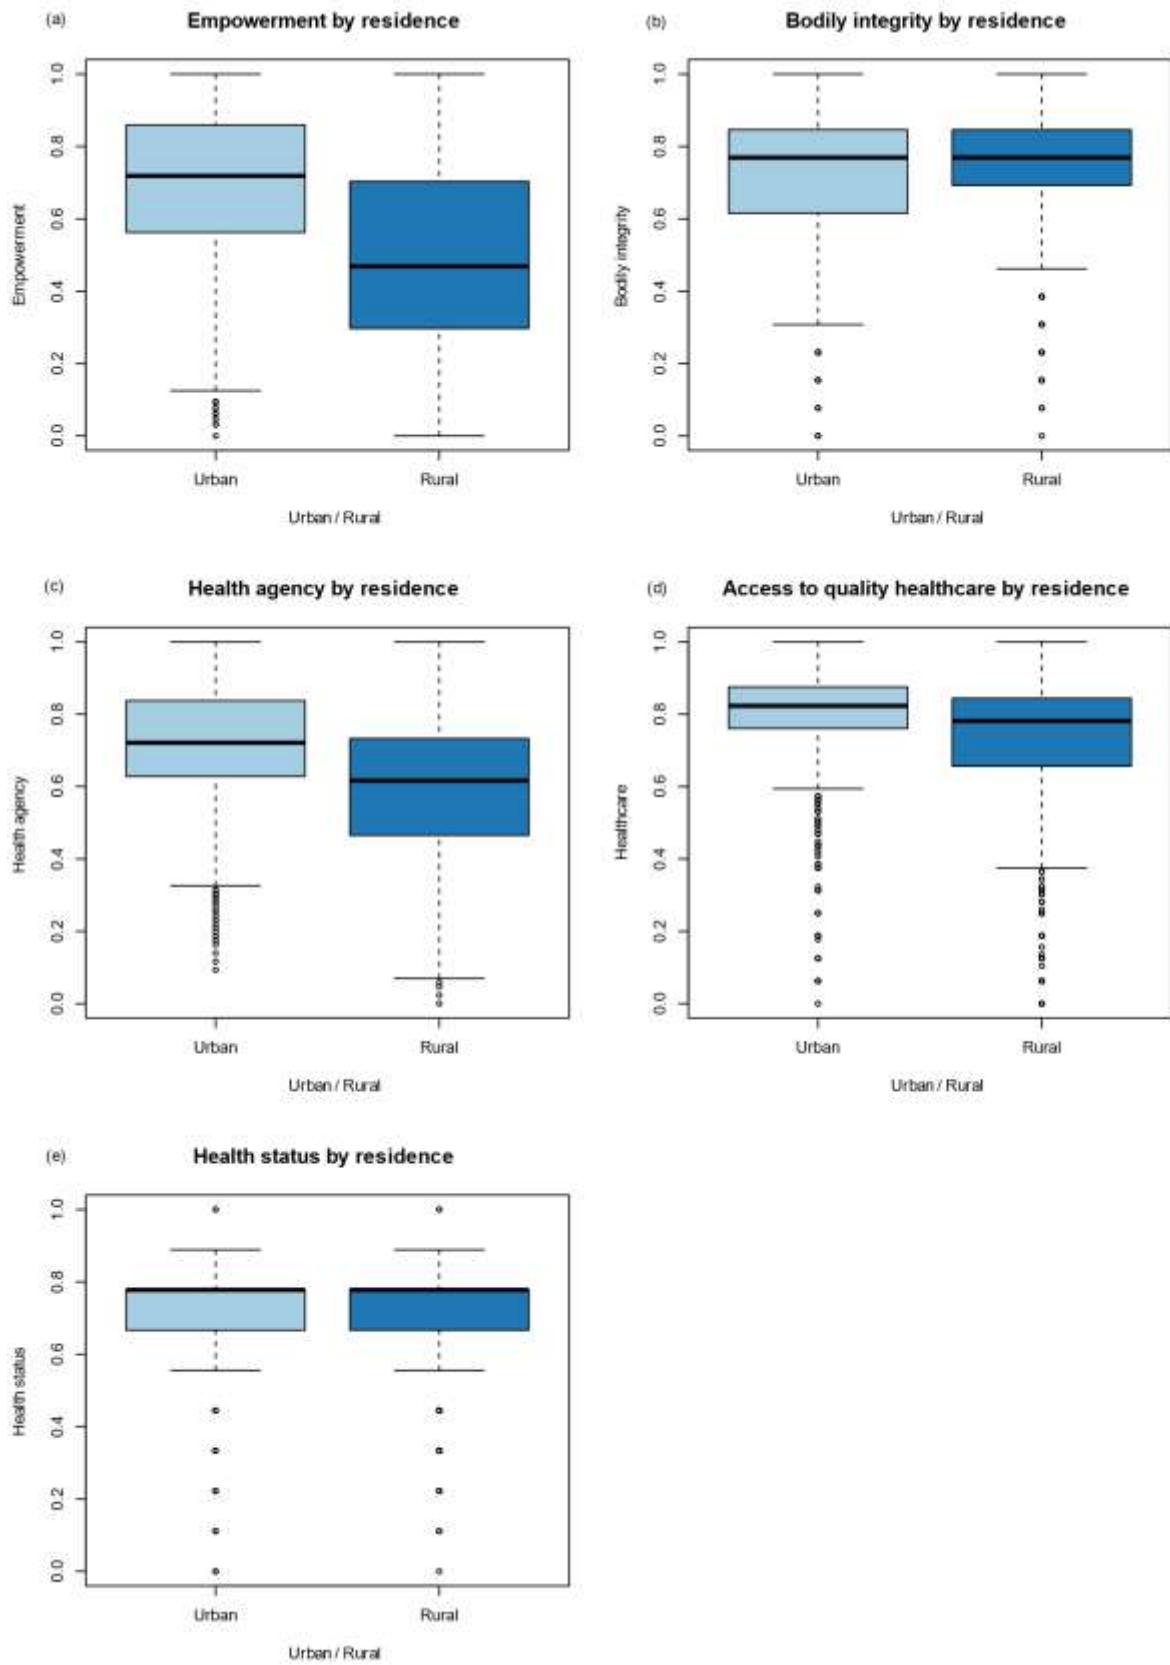 (a) Empowerment by residence
Empowerment
1.0
0.8
0.6
0.4
0.2
0.0
Urban Rural
Urban / Rural
(b) Bodily integrity by residence
Bodily integrity
1.0
0.8
0.6
0.4
0.2
0.0
Urban Rural
Urban / Rural
(c) Health agency by residence
Health agency
1.0
0.8
0.6
0.4
0.2
0.0
Urban Rural
Urban / Rural
(d) Access to quality healthcare by residence
Healthcare
1.0
0.8
0.6
0.4
0.2
0.0
Urban Rural
Urban / Rural
(e) Health status by residence
Health status
1.0
0.8
0.6
0.4
0.2
0.0
Urban Rural
Urban / Rural